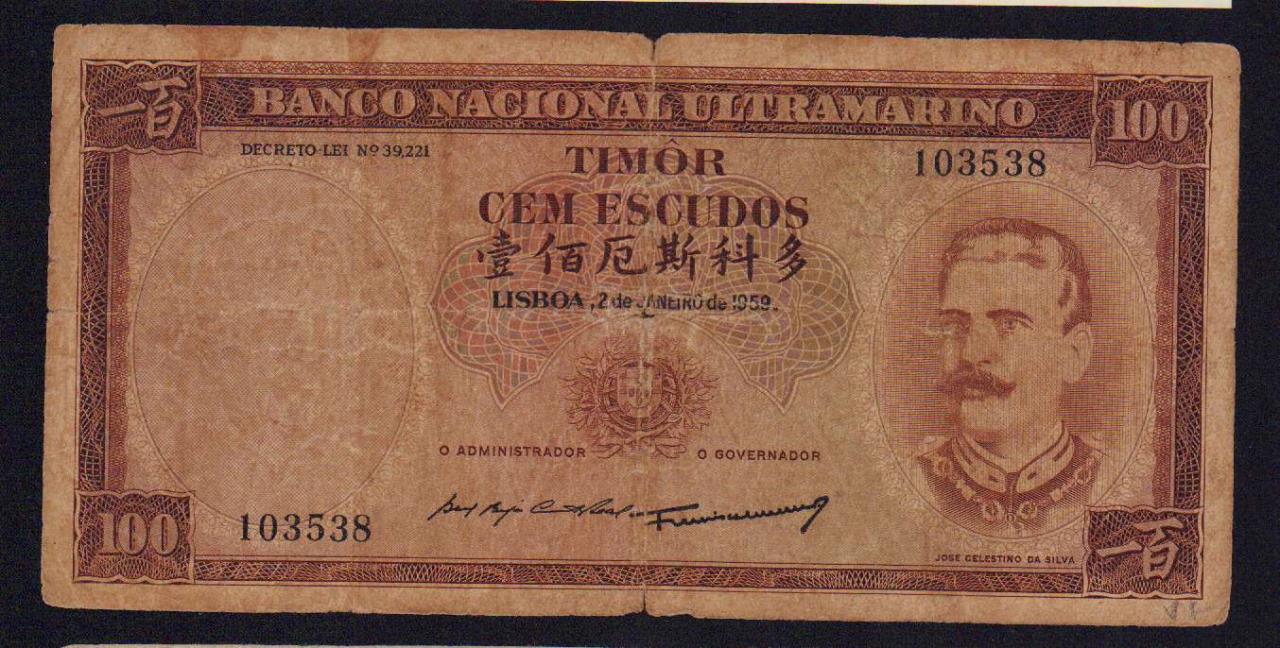 一百 BANCO NACIONAL ULTRAMARINO 100
DECRETO-LEI Nº 39,221
TIMÔR
103538
CEM ESCUDOS
壹佰厄斯科多
LISBOA, 2 de JANEIRO de 1959.
O ADMINISTRADOR O GOVERNADOR
100 103538
JOSE CELESTINO DA SILVA
一百